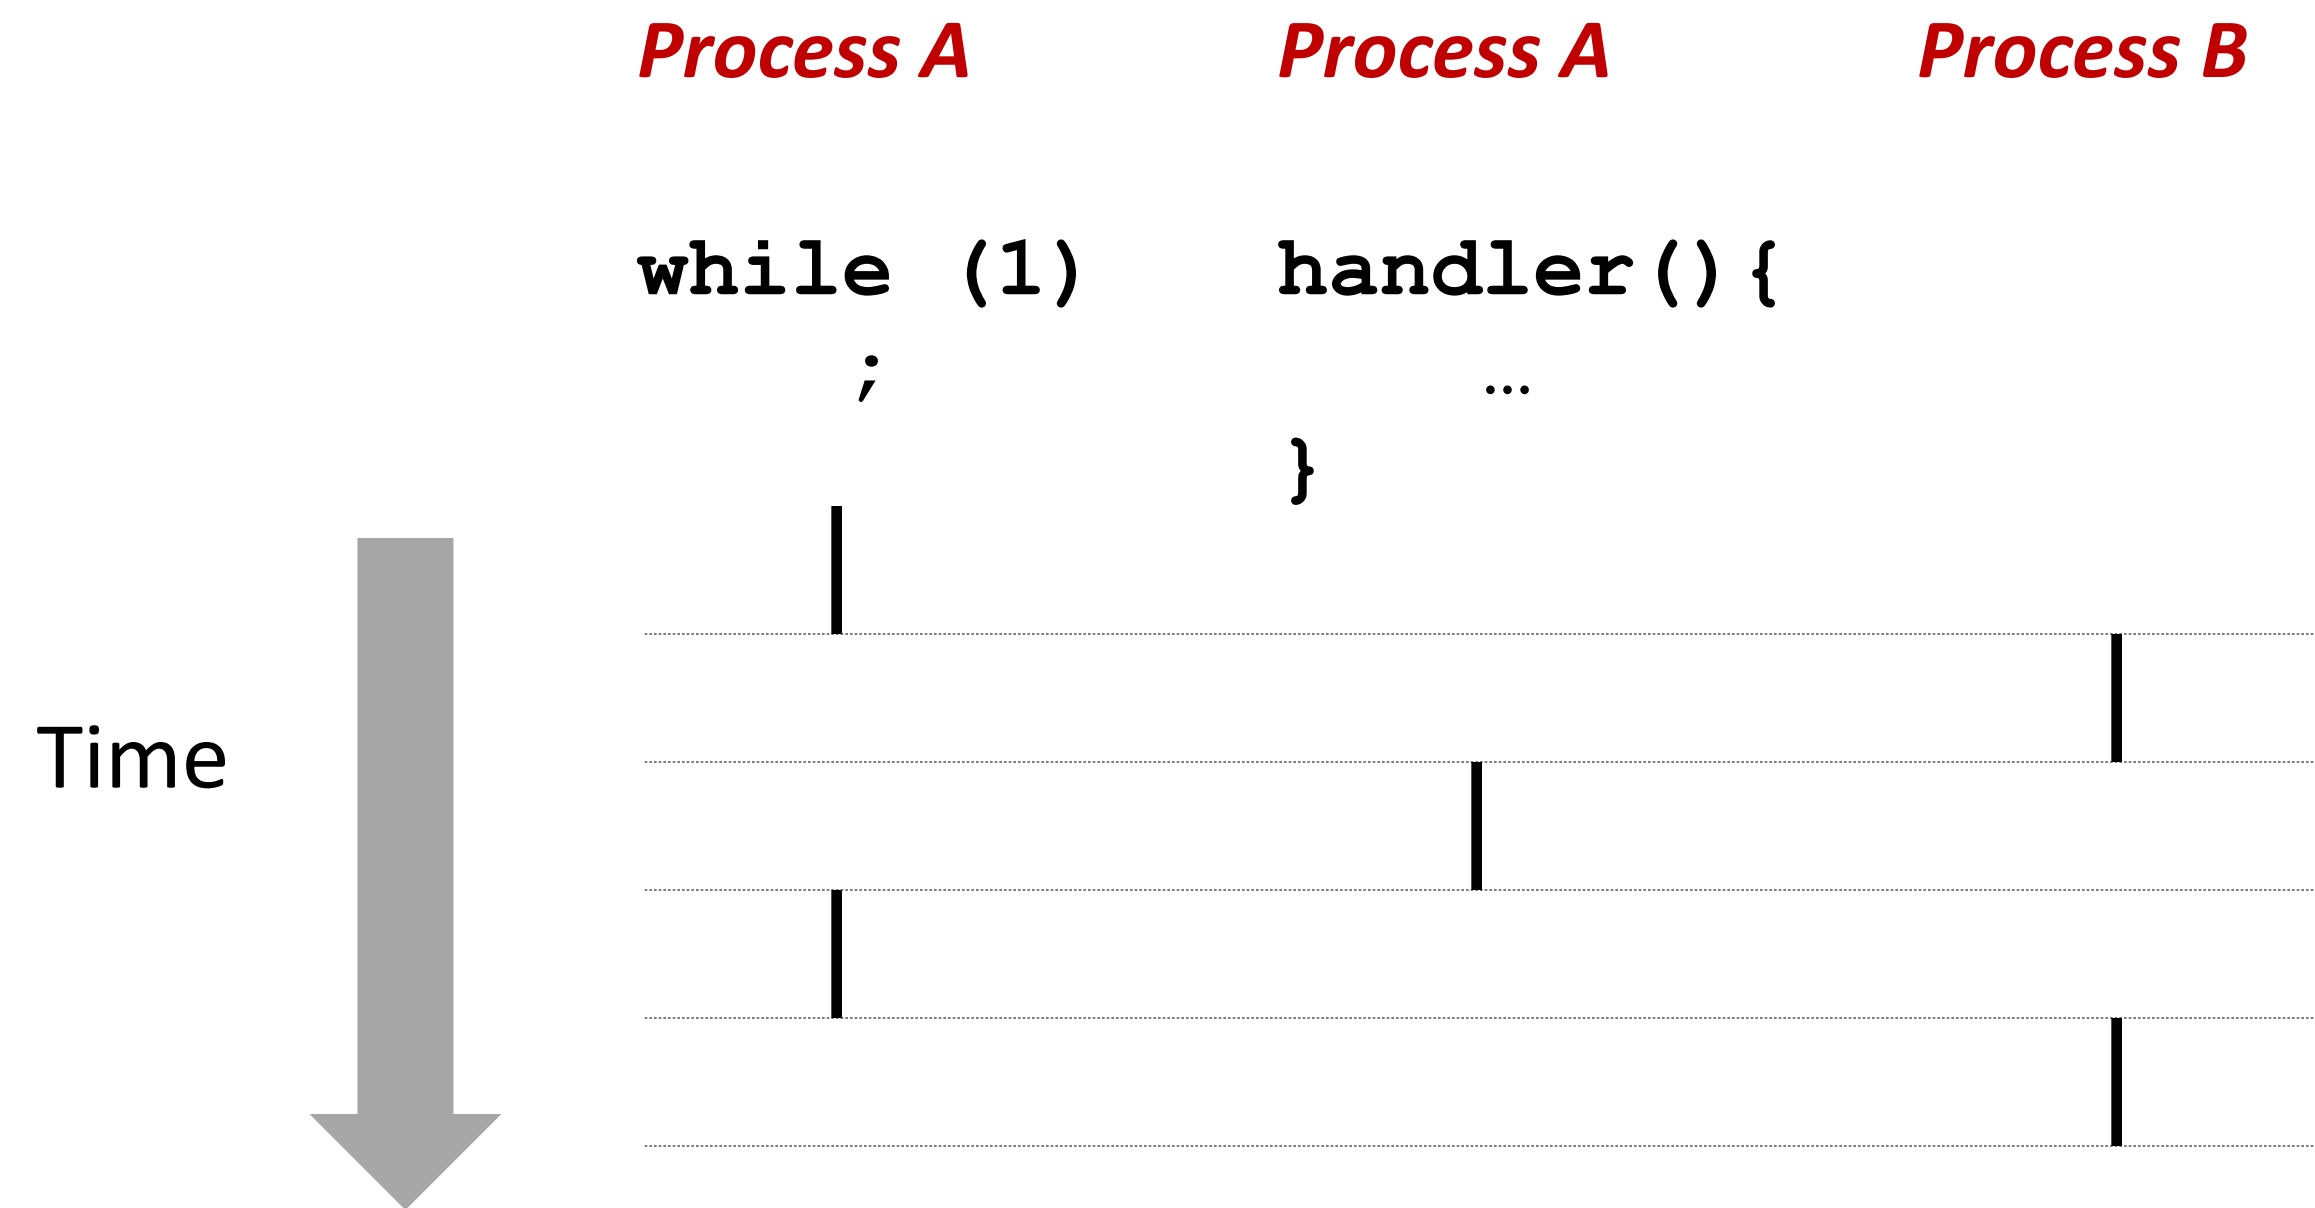 Process A Process A Process B
while (1) handler(){
; …
}
Time